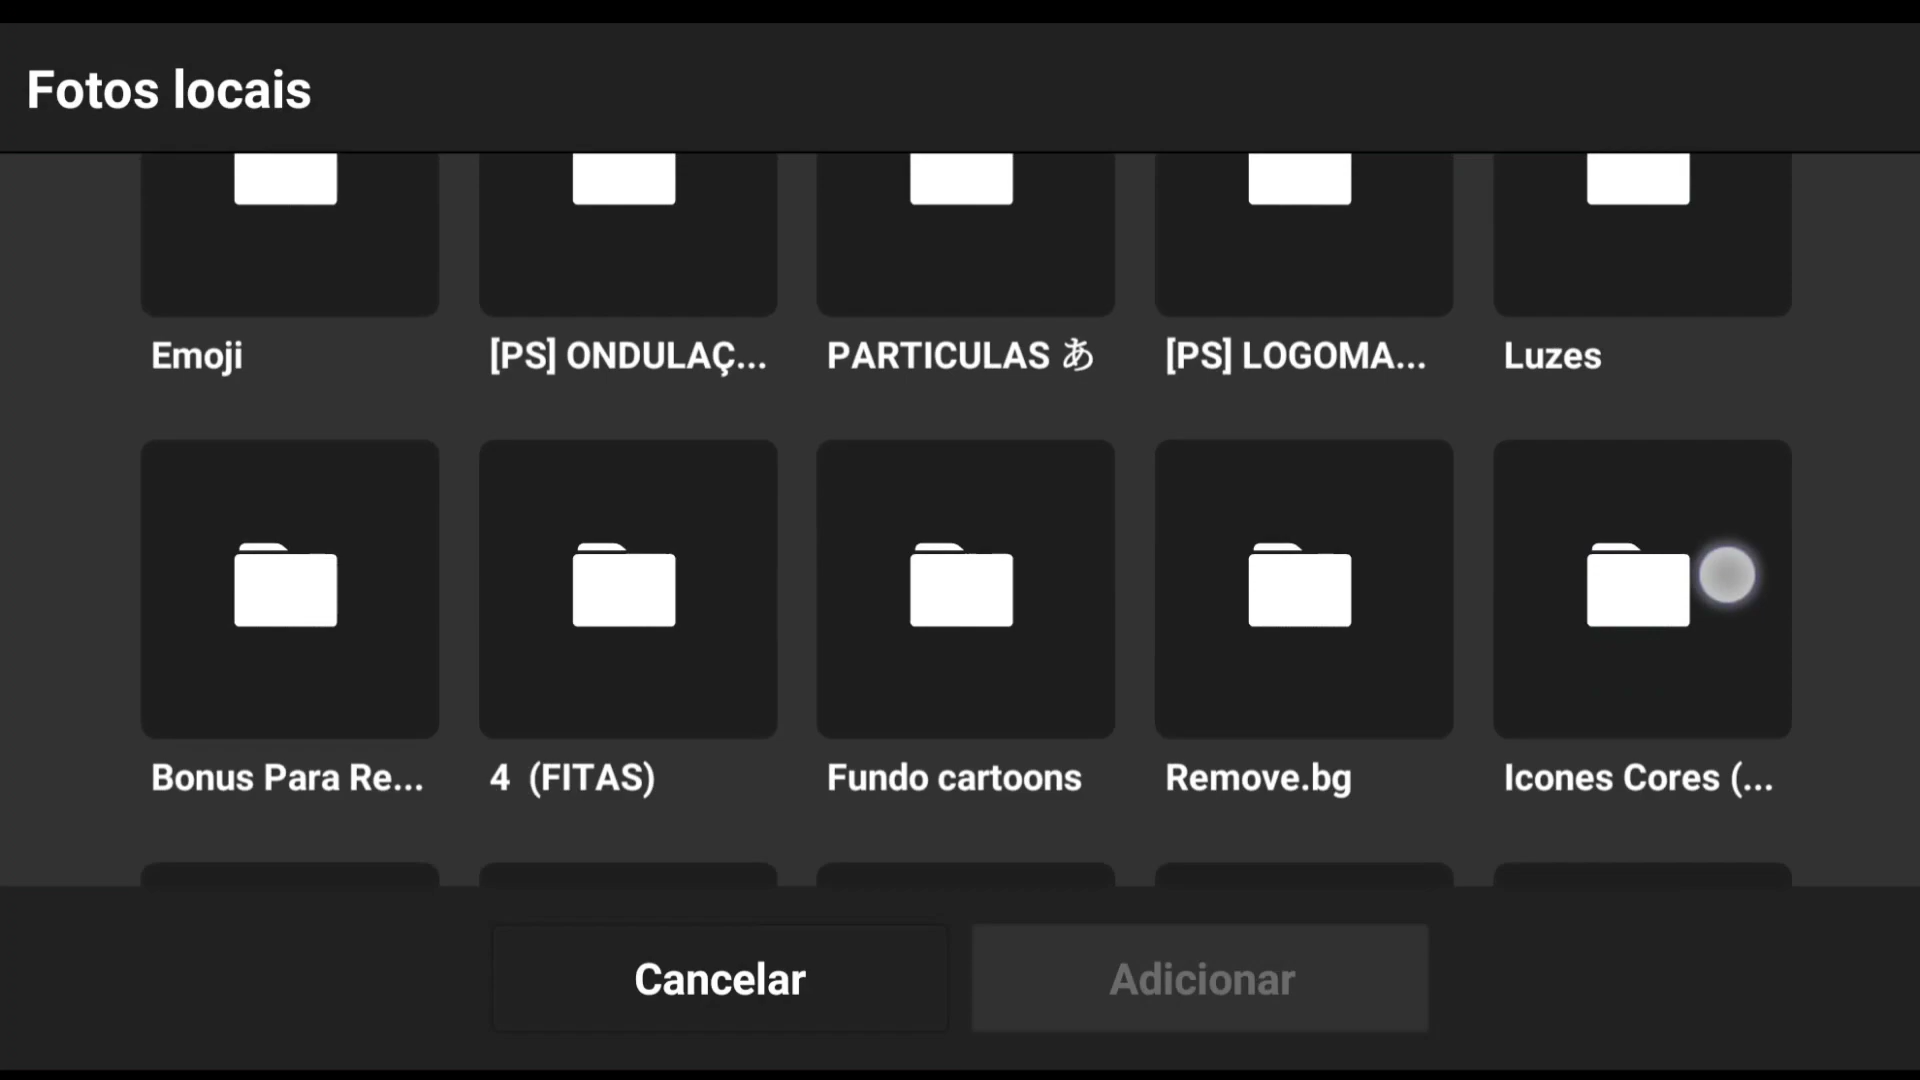 Fotos locais
Emoji
[PS] ONDULAÇ...
PARTICULAS あ
[PS] LOGOMA...
Luzes
Bonus Para Re...
4  (FITAS)
Fundo cartoons
Remove.bg
Icones Cores (...
Cancelar
Adicionar